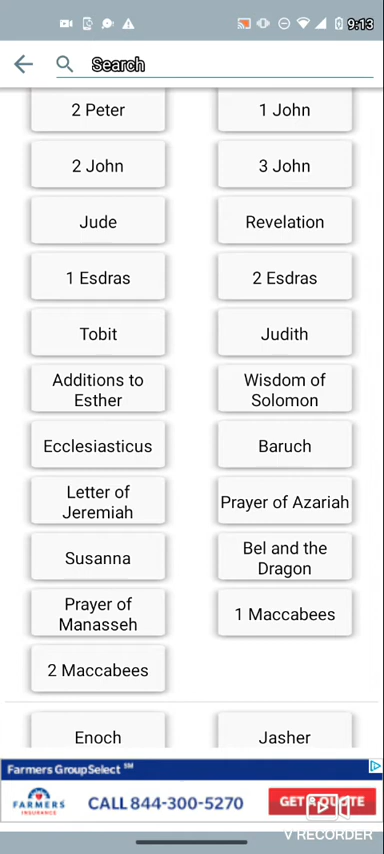 9:13
Search
2 Peter
1 John
2 John
3 John
Jude
Revelation
1 Esdras
2 Esdras
Tobit
Judith
Additions to
Esther
Wisdom of
Solomon
Ecclesiasticus
Baruch
Letter of
Jeremiah
Prayer of Azariah
Susanna
Bel and the
Dragon
Prayer of
Manasseh
1 Maccabees
2 Maccabees
Enoch
Jasher
Farmers GroupSelect SM
FARMERS
INSURANCE
CALL 844-300-5270
GET A QUOTE
V RECORDER